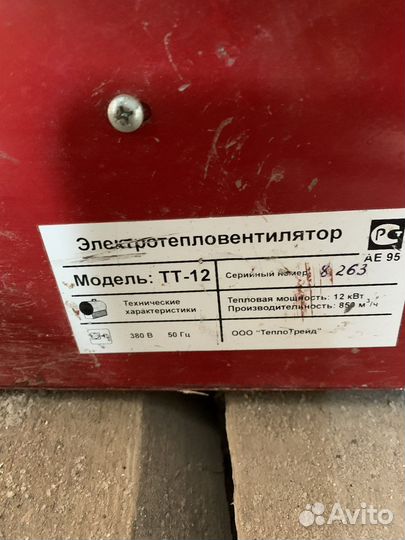 Электротепловентилятор
АЕ 95
Модель: ТТ-12
Серийный номер: 8263
Технические характеристики
Тепловая мощность: 12 кВт
Производительность: 850 м³/ч
380 В 50 Гц
ООО "ТеплоТрейд"
Avito